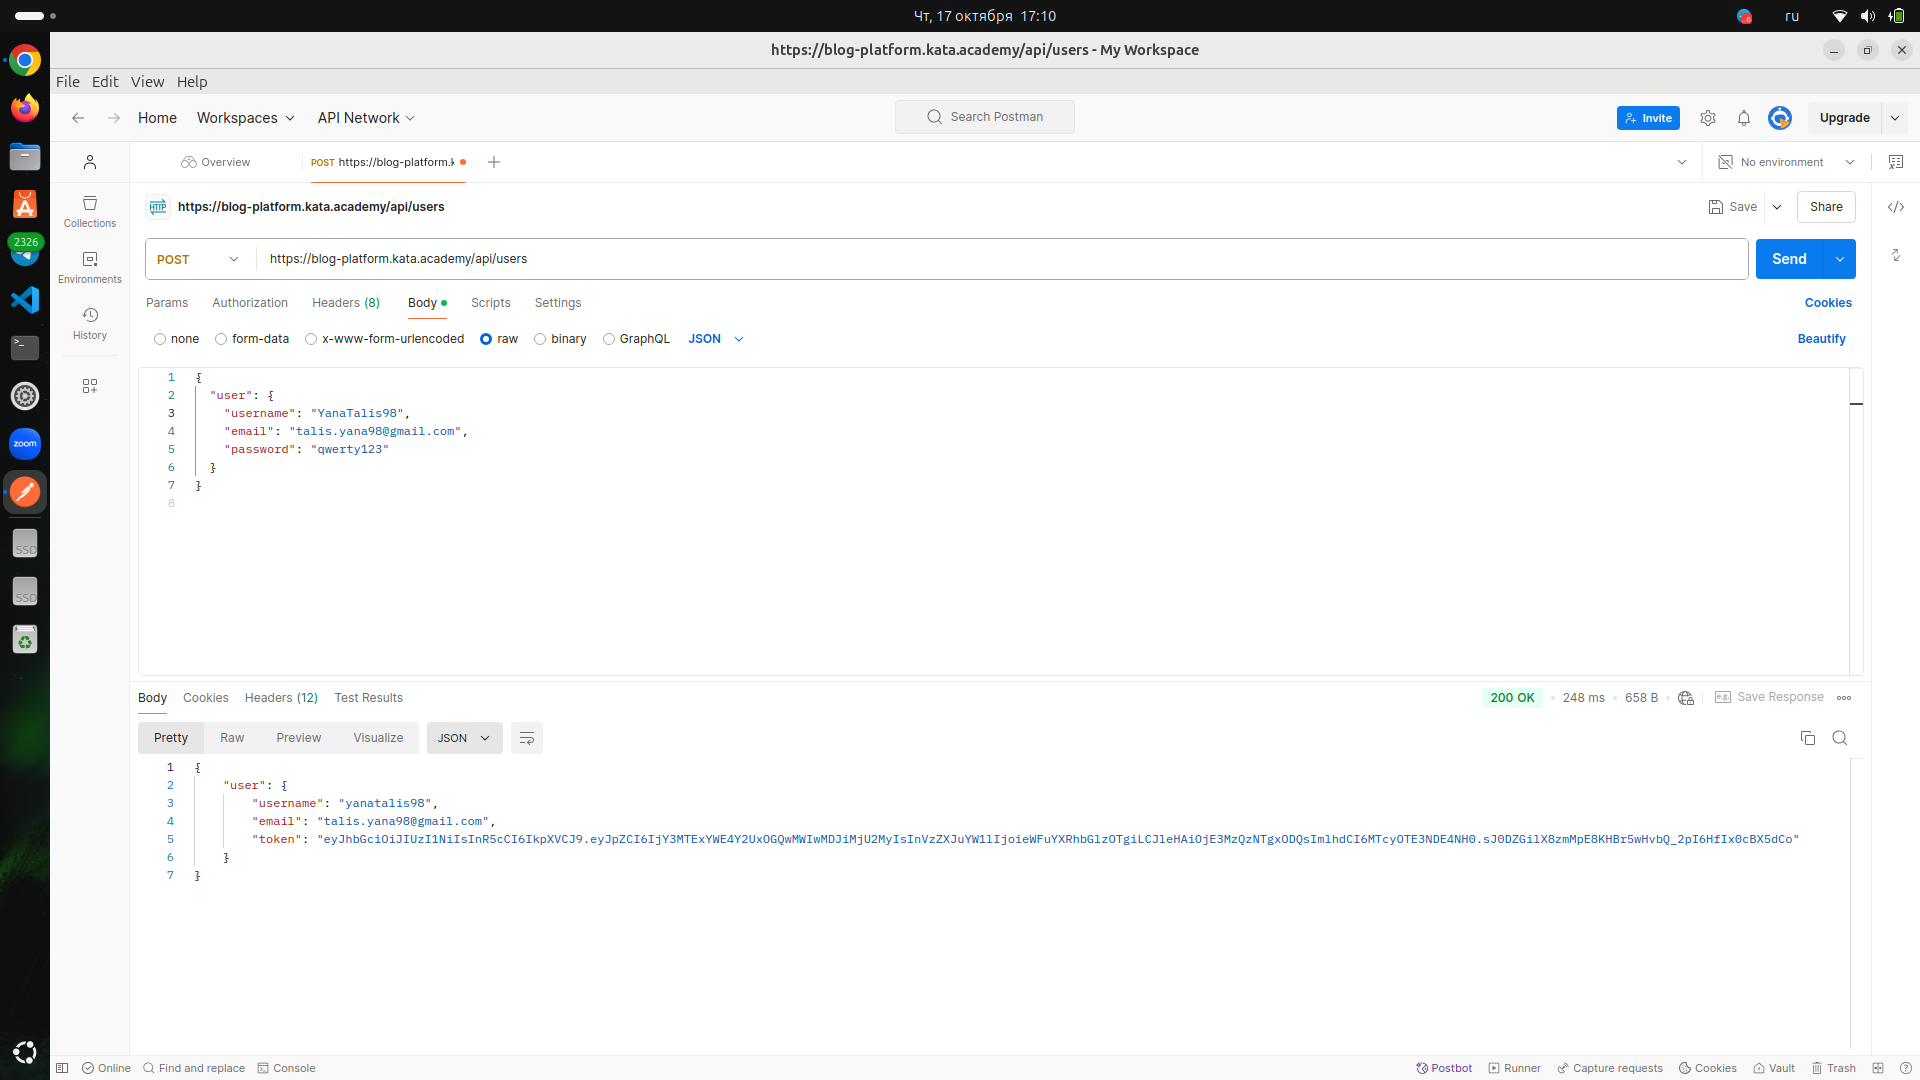 Чт, 17 октября 17:10
ru
https://blog-platform.kata.academy/api/users - My Workspace
File Edit View Help
Home Workspaces API Network
Search Postman
Invite
Upgrade
Overview
POST https://blog-platform.k
No environment
https://blog-platform.kata.academy/api/users
Save
Share
Collections
Environments
History
POST
https://blog-platform.kata.academy/api/users
Send
Params Authorization Headers (8) Body Scripts Settings
Cookies
none form-data x-www-form-urlencoded raw binary GraphQL JSON
Beautify
1 {
2 "user": {
3 "username": "YanaTalis98",
4 "email": "talis.yana98@gmail.com",
5 "password": "qwerty123"
6 }
7 }
8
Body Cookies Headers (12) Test Results
200 OK 248 ms 658 B
e.g. Save Response
Pretty Raw Preview Visualize JSON
1 {
2 "user": {
3 "username": "yanatalis98",
4 "email": "talis.yana98@gmail.com",
5 "token": "eyJhbGciOiJIUzI1NiIsInR5cCI6IkpXVCJ9.eyJpZCI6IjY3MTExYWE4Y2UxOGQwMWIwMDJiMjU2MyIsInVzZXJuYW1lIjoieWFuYXRhbGlzOTgiLCJleHAiOjE3MzQzNTgxODQsImlhdCI6MTcyOTE3NDE4NH0.sJ0DZGilX8zmMpE8KHBr5wHvbQ_2pI6HfIx0cBX5dCo"
6 }
7 }
2326
zoom
SSD
SSD
Online Find and replace Console
Postbot Runner Capture requests Cookies Vault Trash